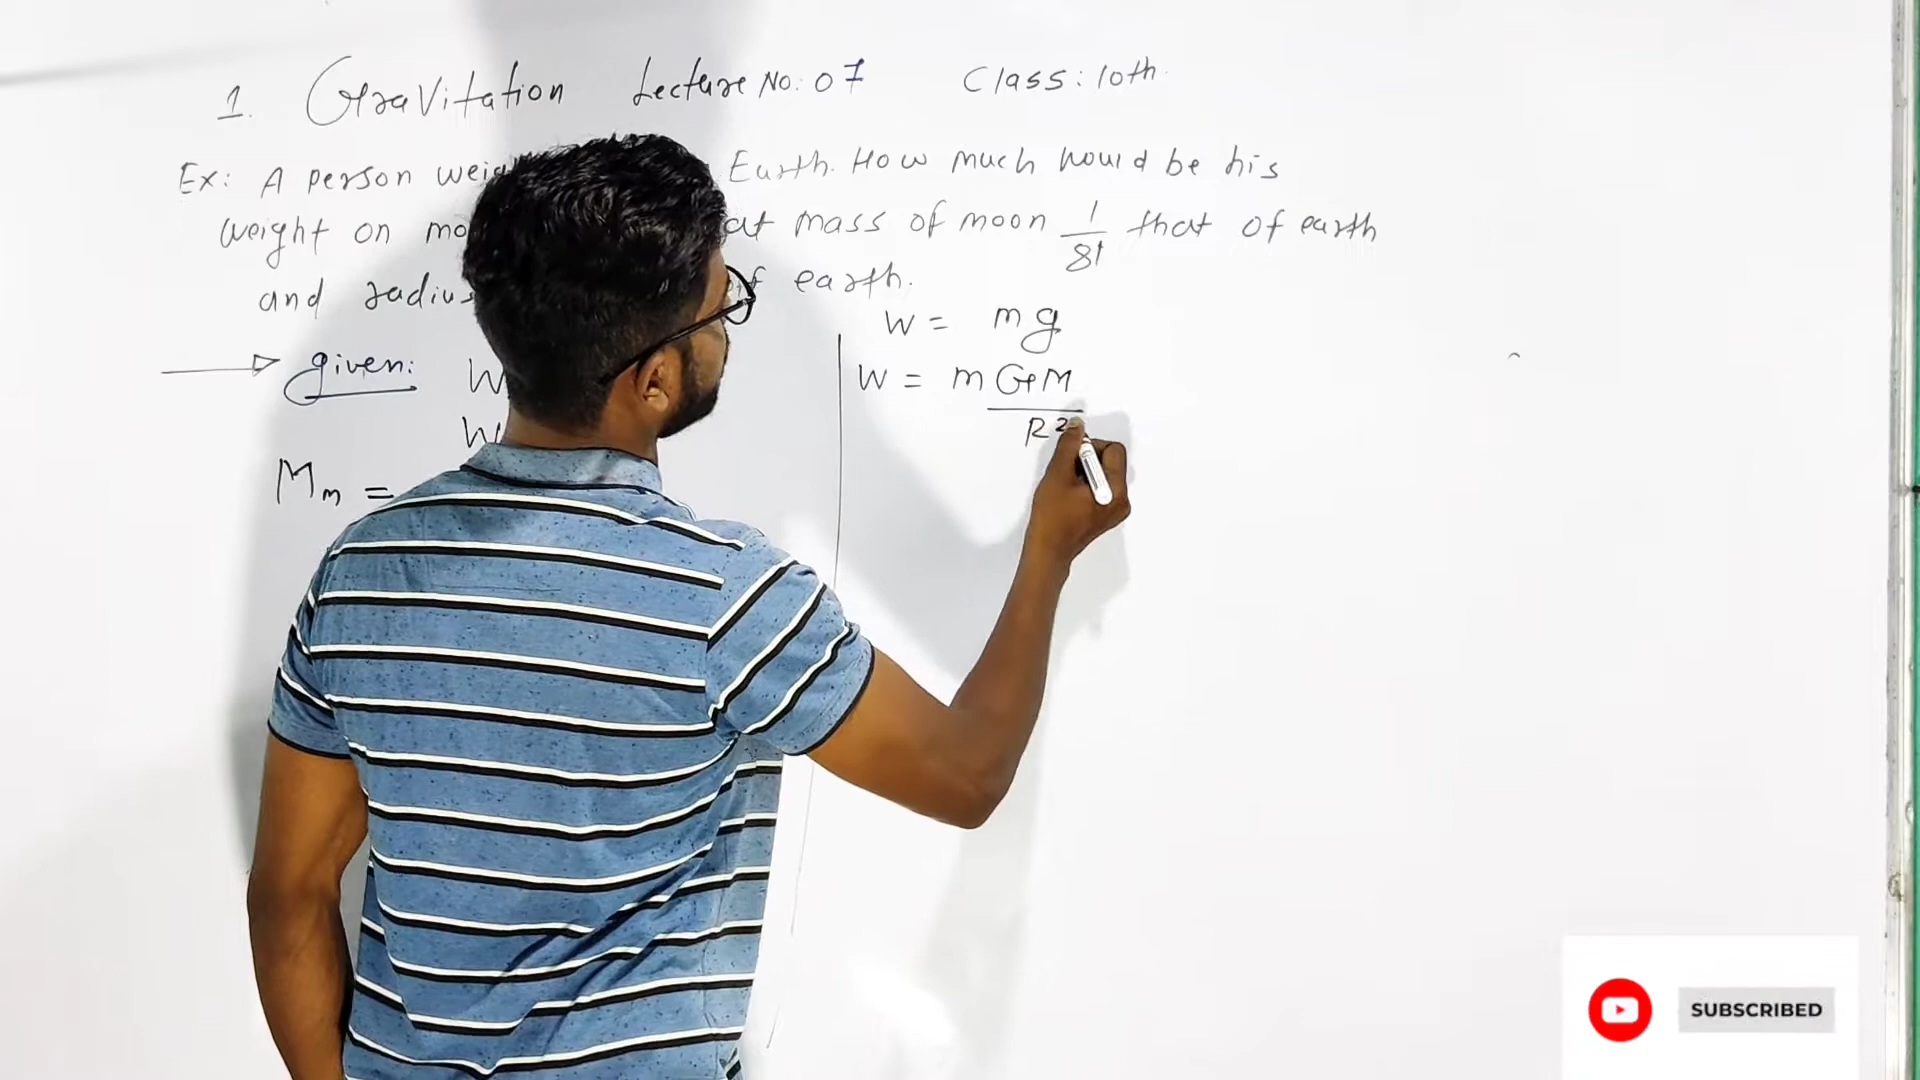 1. Gravitation Lecture No: 07 Class: 10th
Ex: A person Earth. How much would be his
weight on mass of moon 1/81 that of earth
and earth.
W = mg
given: W
W = m GM/R²
W
Mm =
SUBSCRIBED